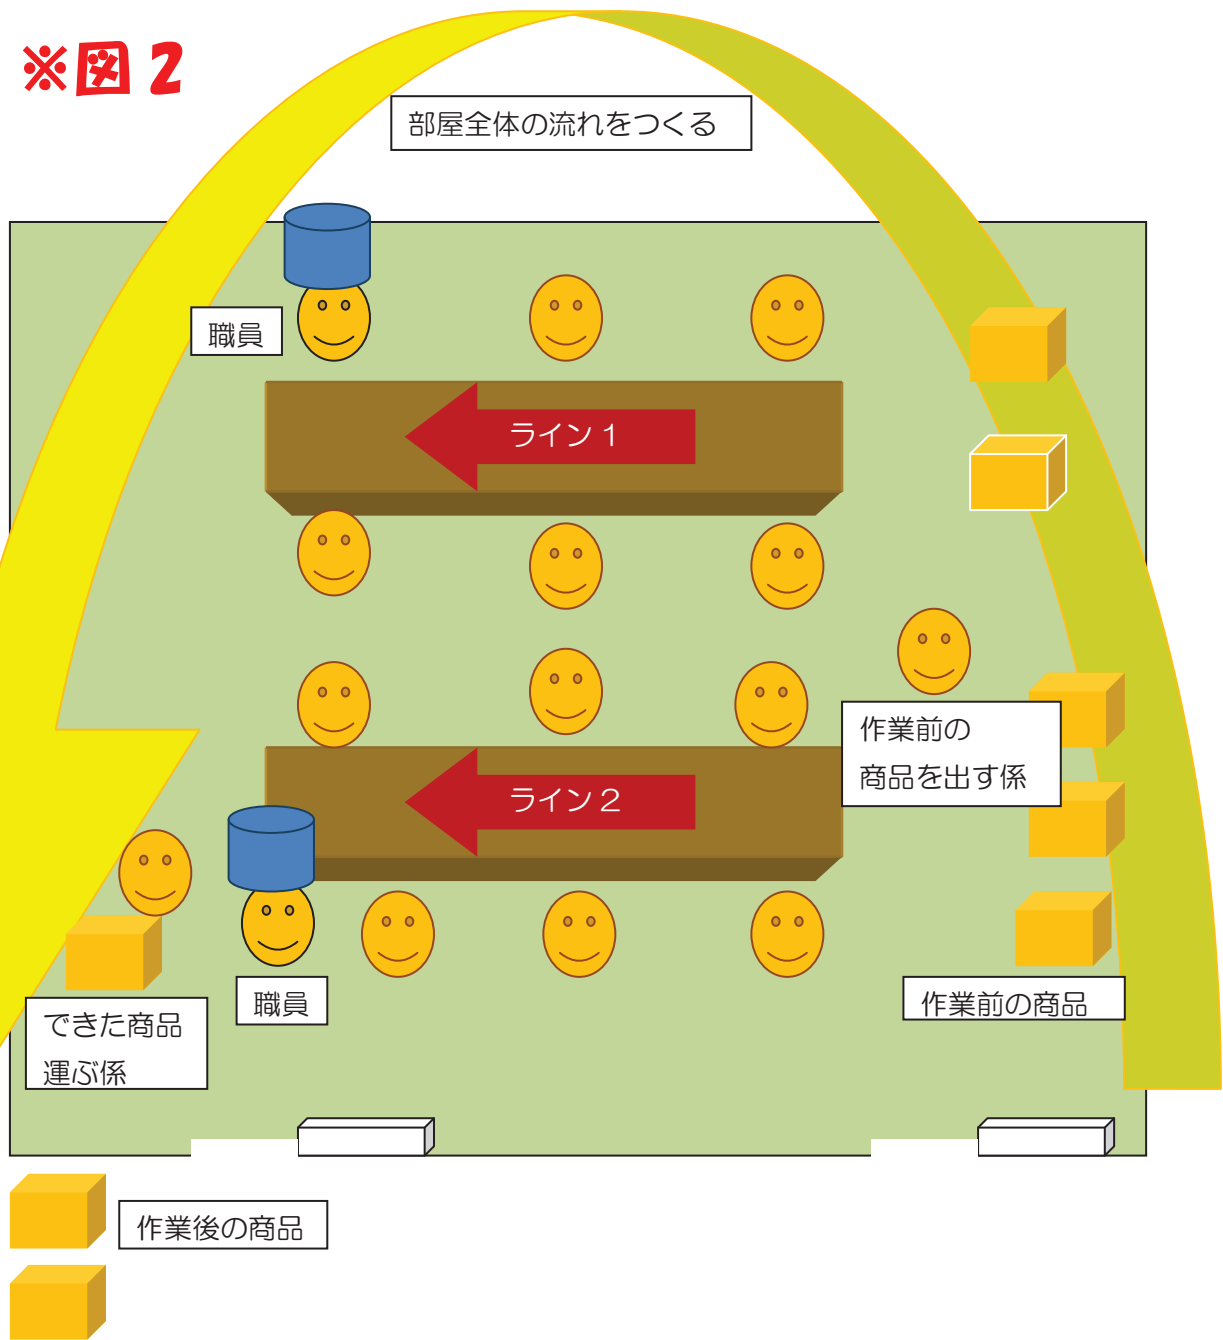 ※図2
部屋全体の流れをつくる
職員
ライン1
作業前の
商品を出す係
ライン2
職員
作業前の商品
できた商品
運ぶ係
作業後の商品